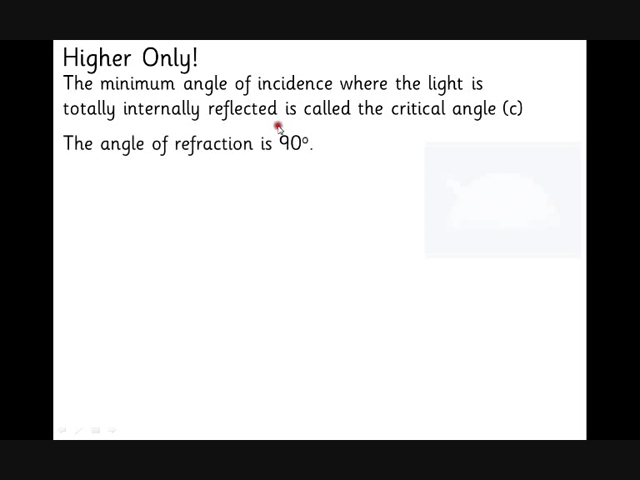 Higher Only!
The minimum angle of incidence where the light is
totally internally reflected is called the critical angle (c)
The angle of refraction is 90°.